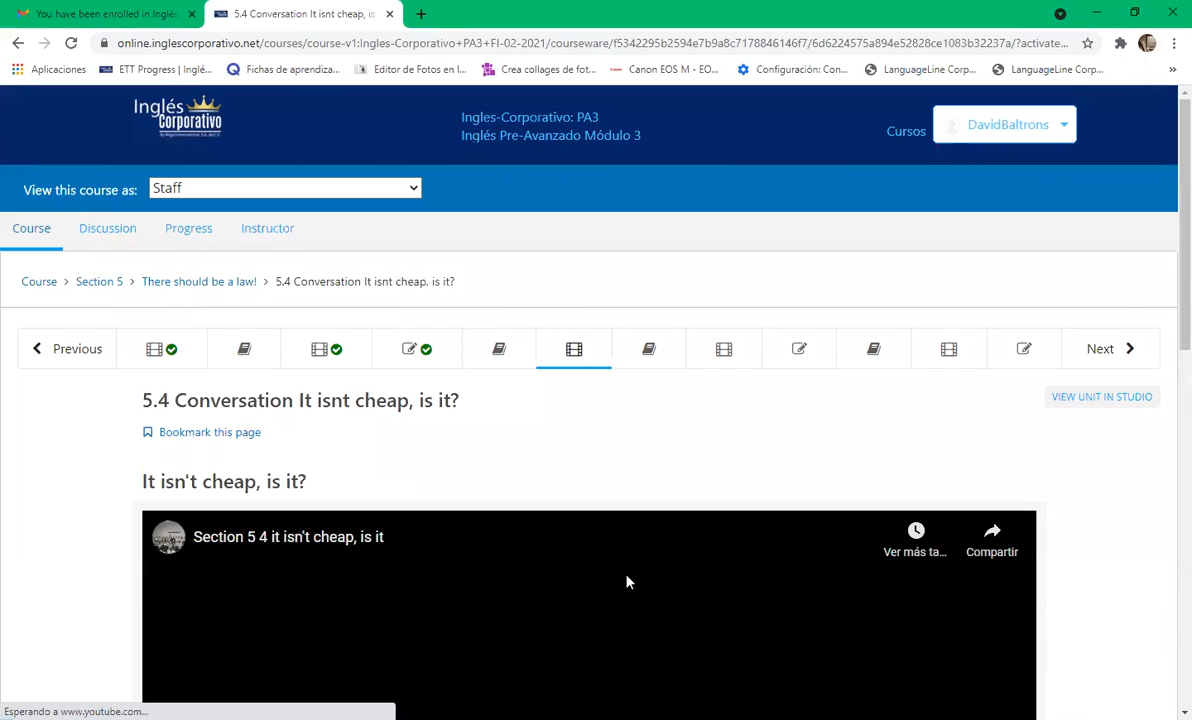 You have been enrolled in Inglés
5.4 Conversation It isnt cheap, is
online.inglescorporativo.net/courses/course-v1:Ingles-Corporativo+PA3+FI-02-2021/courseware/f5342295b2594e7b9a8c7178846146f7/6d6224575a894e52828ce1083b32237a/?activate...
Aplicaciones ETT Progress | Inglé... Fichas de aprendiza... Editor de Fotos en l... Crea collages de fot... Canon EOS M - EO... Configuración: Con... LanguageLine Corp... LanguageLine Corp... »
Inglés Corporativo
Ingles-Corporativo: PA3
Inglés Pre-Avanzado Módulo 3
Cursos
DavidBaltrons
View this course as: Staff
Course Discussion Progress Instructor
Course > Section 5 > There should be a law! > 5.4 Conversation It isnt cheap, is it?
Previous Next
5.4 Conversation It isnt cheap, is it?
VIEW UNIT IN STUDIO
Bookmark this page
It isn't cheap, is it?
Section 5 4 it isn't cheap, is it
Ver más ta... Compartir
Esperando a www.youtube.com...